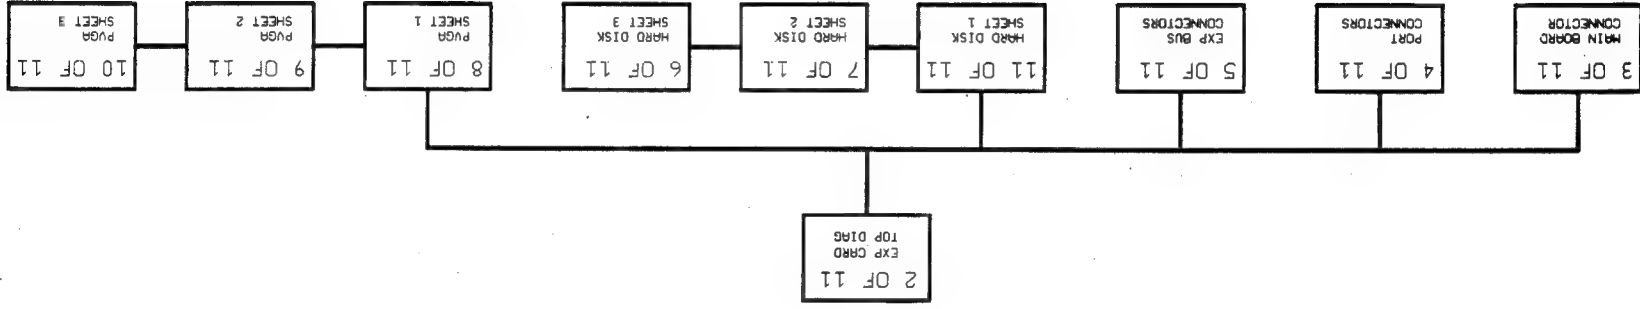 2 OF 11
EXP CARD
TOP DIAG
3 OF 11
MAIN BOARD
CONNECTOR
4 OF 11
PORT
CONNECTORS
5 OF 11
EXP BUS
CONNECTORS
11 OF 11
HARD DISK
SHEET 1
7 OF 11
HARD DISK
SHEET 2
6 OF 11
HARD DISK
SHEET 3
8 OF 11
PVGA
SHEET 1
9 OF 11
PVGA
SHEET 2
10 OF 11
PVGA
SHEET 3